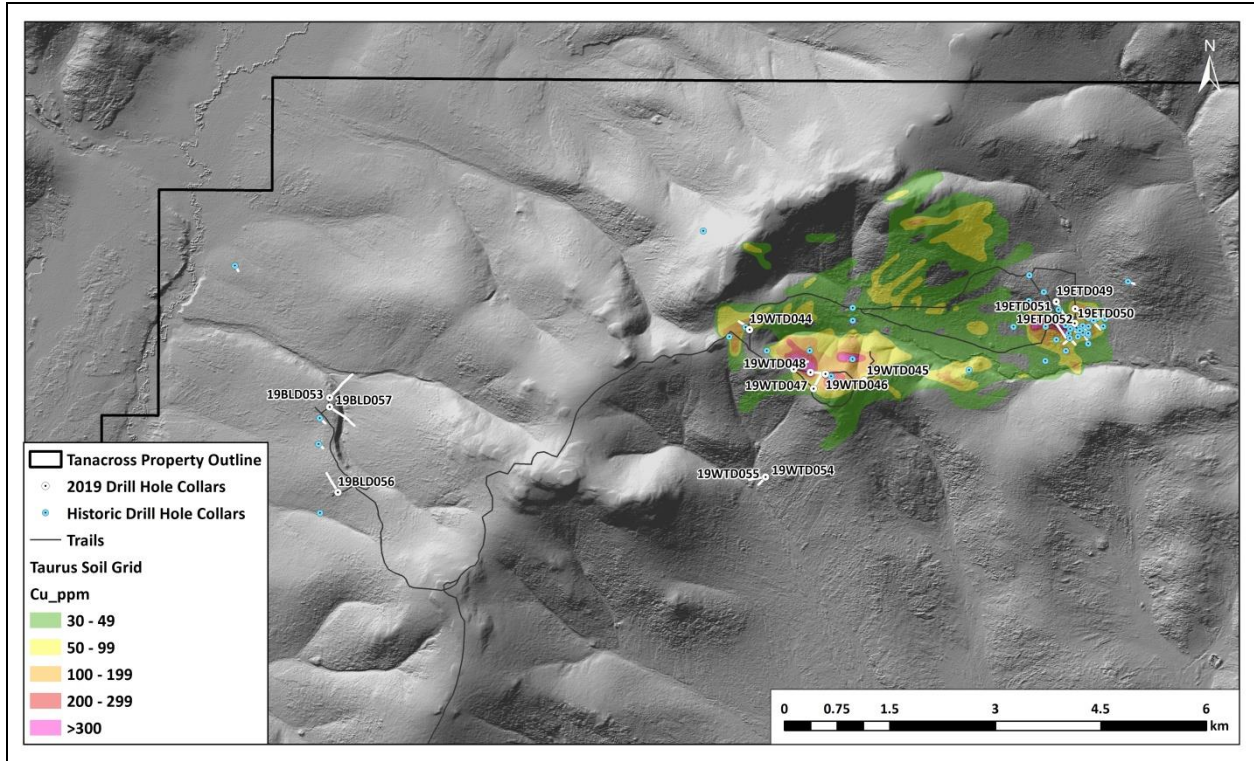 N
19ETD049
19ETD051
19ETD050
19ETD052
19WTD044
19WTD048
19WTD045
19WTD047
19WTD046
19BLD053
19BLD057
19WTD055
19WTD054
19BLD056
Tanacross Property Outline
2019 Drill Hole Collars
Historic Drill Hole Collars
Trails
Taurus Soil Grid
Cu_ppm
30 - 49
50 - 99
100 - 199
200 - 299
>300
0 0.75 1.5 3 4.5 6
km